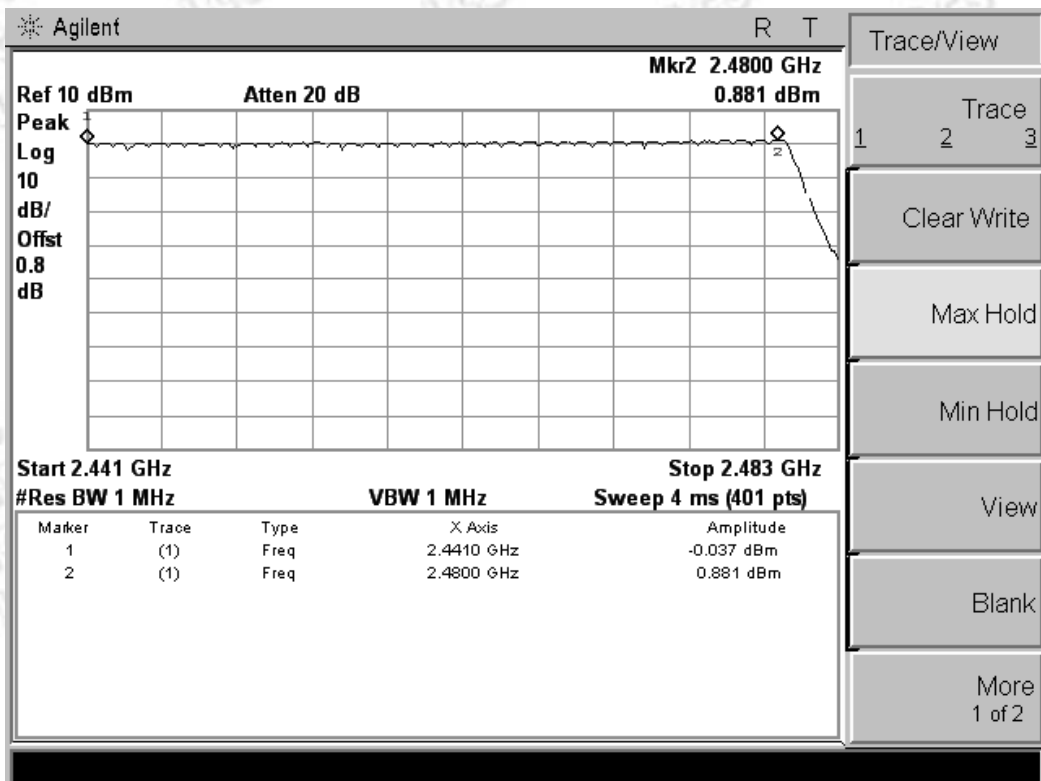 Agilent R T
Mkr2 2.4800 GHz
Ref 10 dBm Atten 20 dB 0.881 dBm
Peak
Log
10
dB/
Offst
0.8
dB
1
2
Start 2.441 GHz Stop 2.483 GHz
#Res BW 1 MHz VBW 1 MHz Sweep 4 ms (401 pts)
Marker Trace Type X Axis Amplitude
1 (1) Freq 2.4410 GHz -0.037 dBm
2 (1) Freq 2.4800 GHz 0.881 dBm
Trace/View
Trace
1 2 3
Clear Write
Max Hold
Min Hold
View
Blank
More
1 of 2